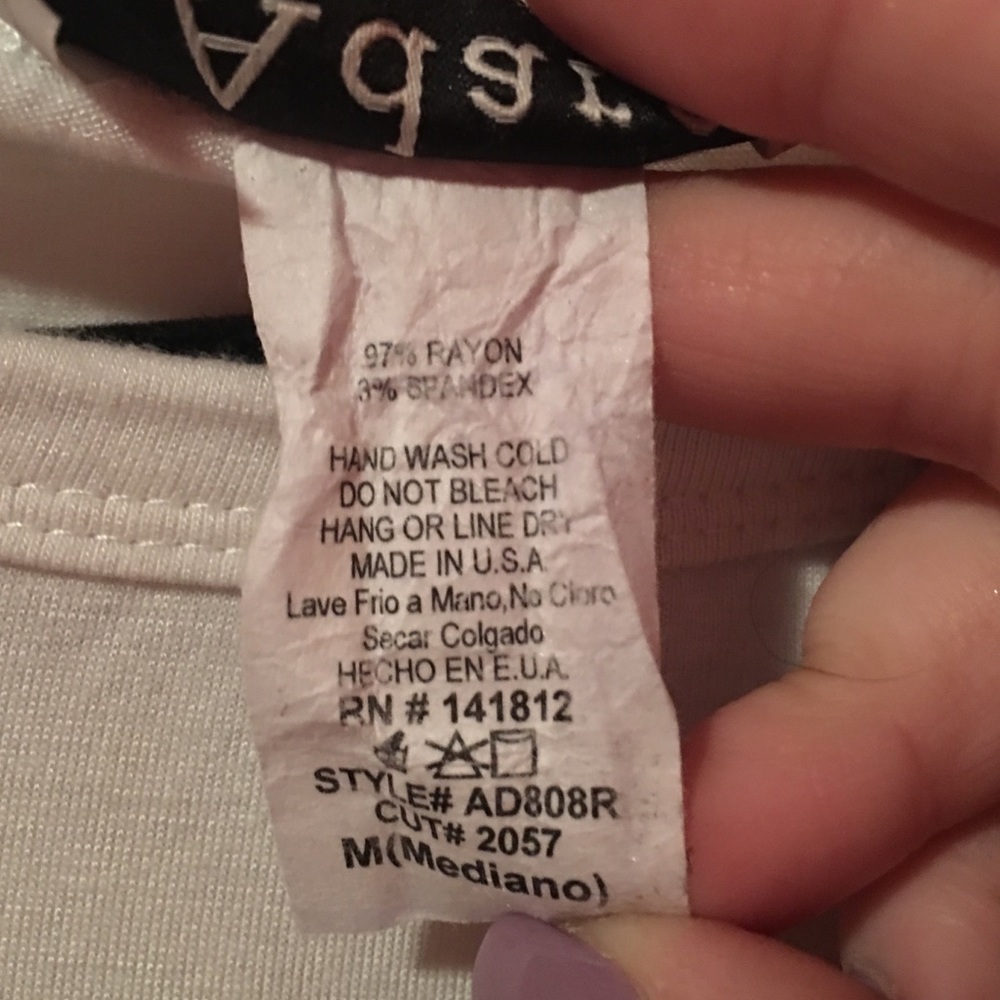 Adar
97% RAYON
3% SPANDEX
HAND WASH COLD
DO NOT BLEACH
HANG OR LINE DRY
MADE IN U.S.A.
Lave Frio a Mano,No Cloro
Secar Colgado
HECHO EN E.U.A.
RN # 141812
STYLE# AD808R
CUT# 2057
M(Mediano)